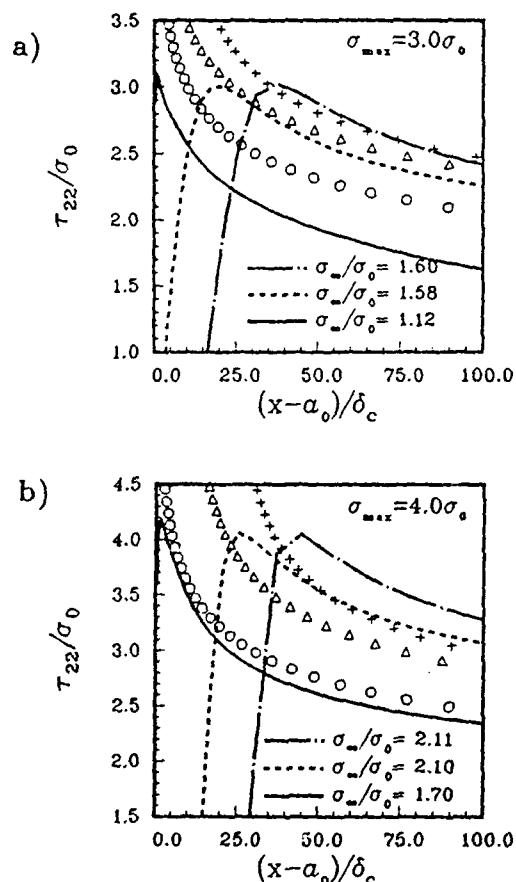 a)
3.5
3.0
2.5
2.0
1.5
1.0
τ₂₂/σ₀
σmax=3.0σ₀
σ∞/σ₀= 1.60
σ∞/σ₀= 1.58
σ∞/σ₀= 1.12
0.0 25.0 50.0 75.0 100.0
(x-a₀)/δc
b)
4.5
4.0
3.5
3.0
2.5
2.0
1.5
τ₂₂/σ₀
σmax=4.0σ₀
σ∞/σ₀= 2.11
σ∞/σ₀= 2.10
σ∞/σ₀= 1.70
0.0 25.0 50.0 75.0 100.0
(x-a₀)/δc